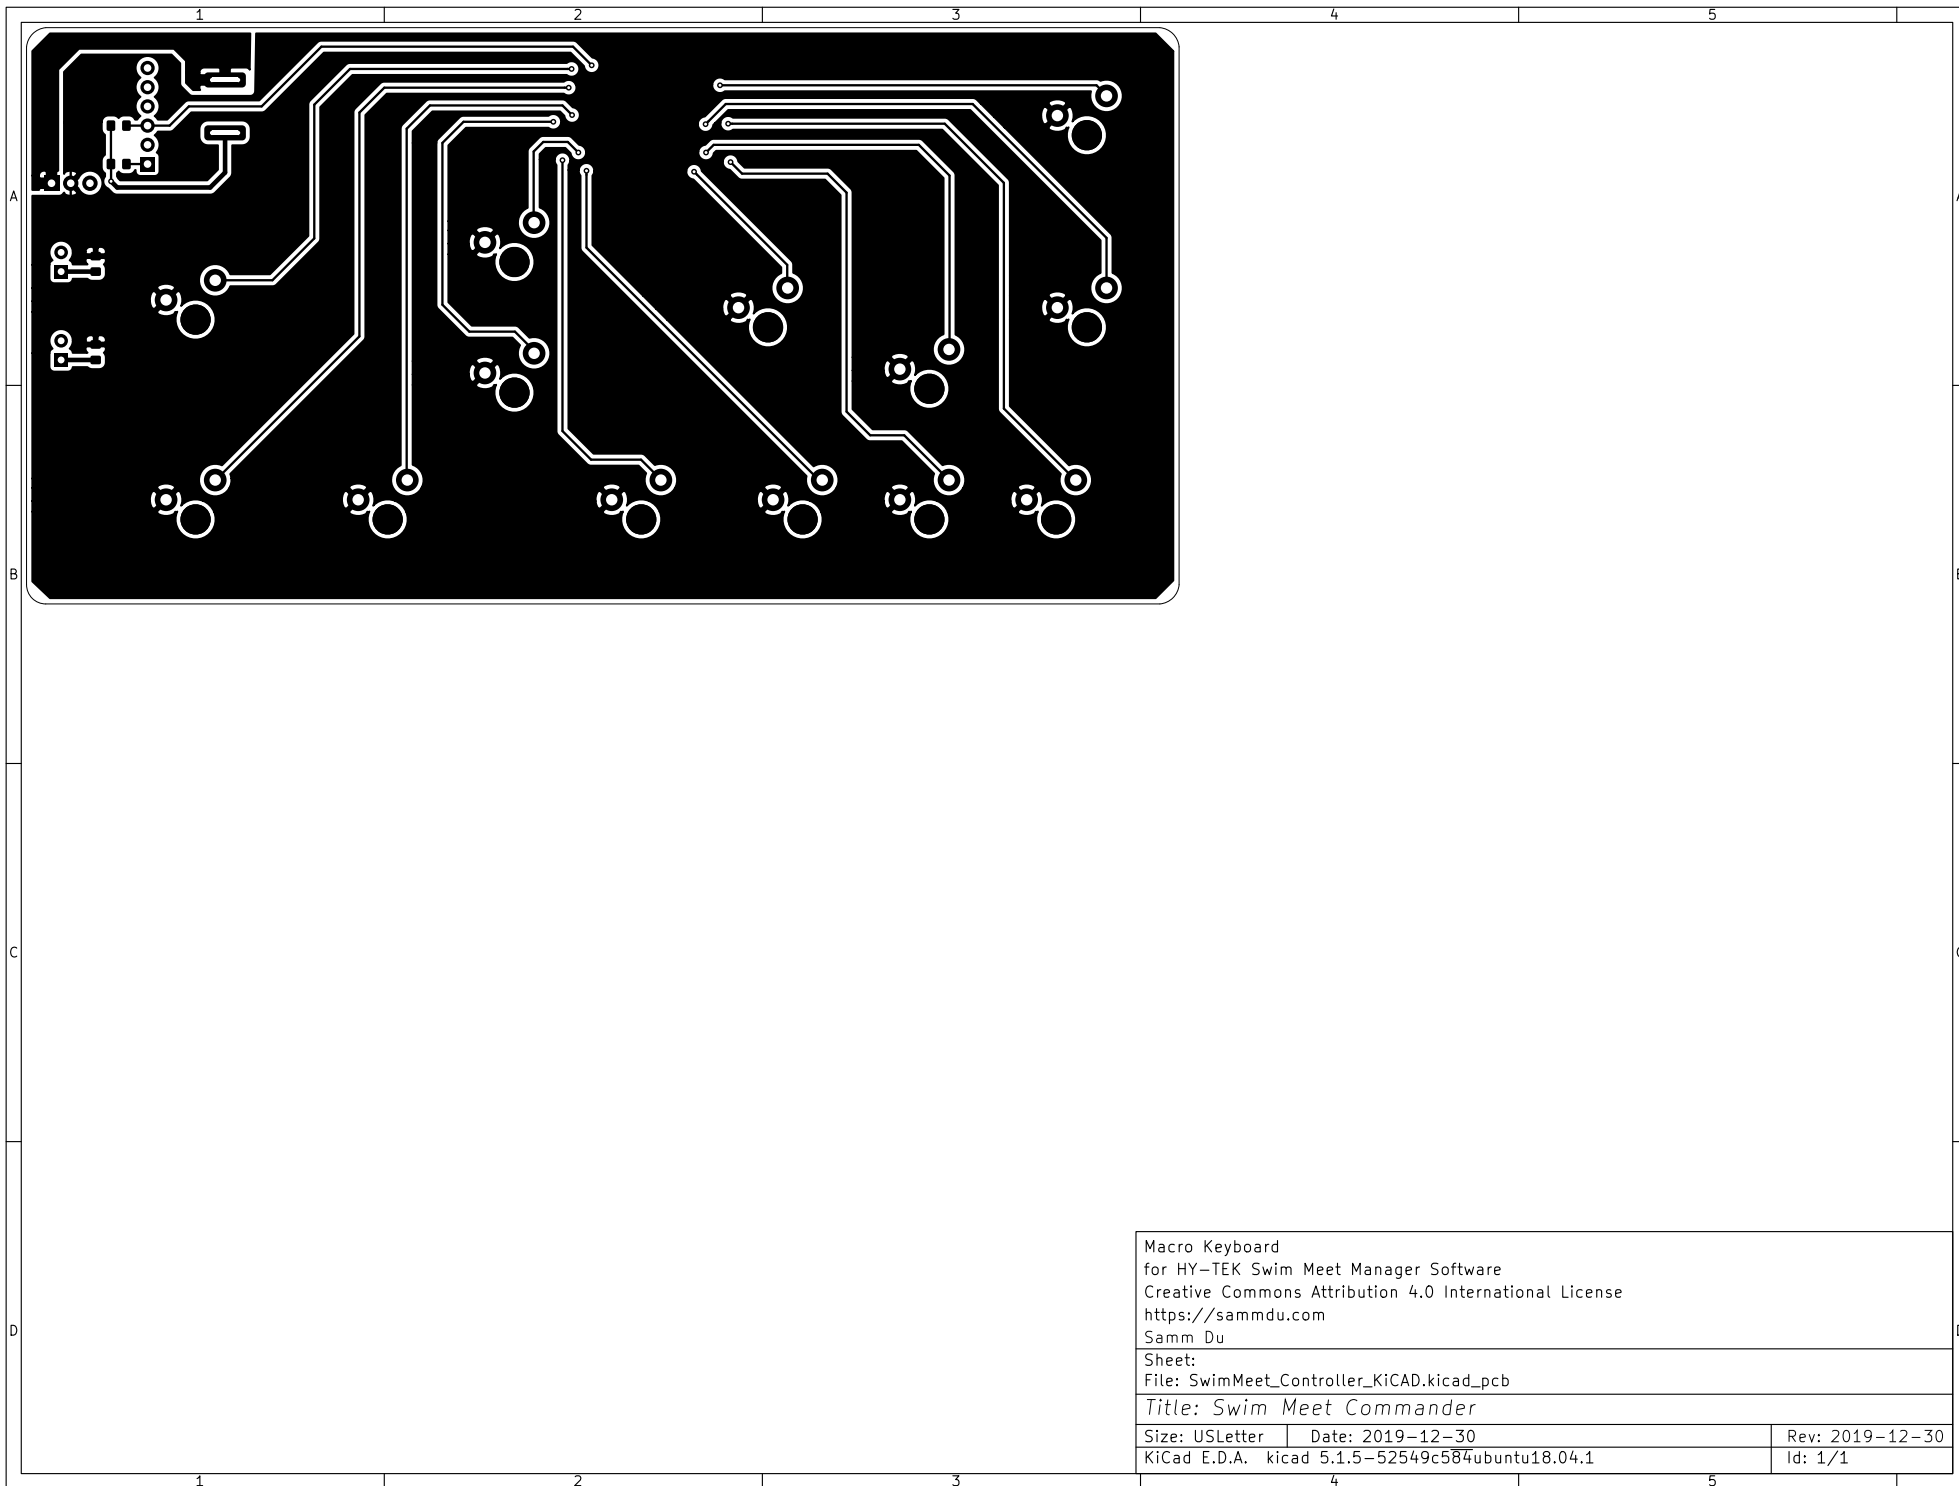 1 2 3 4 5
A
B
C
D
Macro Keyboard
for HY-TEK Swim Meet Manager Software
Creative Commons Attribution 4.0 International License
https://sammdu.com
Samm Du
Sheet:
File: SwimMeet_Controller_KiCAD.kicad_pcb
Title: Swim Meet Commander
Size: USLetter Date: 2019-12-30 Rev: 2019-12-30
KiCad E.D.A. kicad 5.1.5-52549c584ubuntu18.04.1 Id: 1/1
1 2 3 4 5